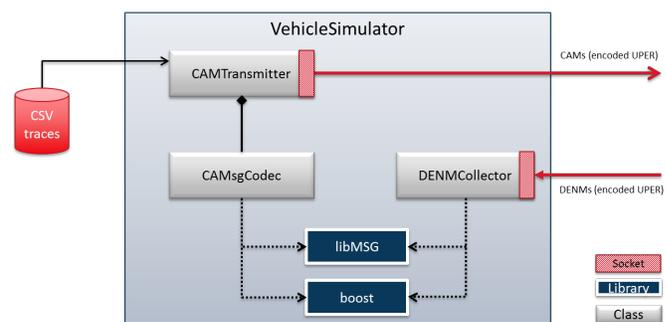 VehicleSimulator
CAMTransmitter
CAMs (encoded UPER)
CSV
traces
CAMsgCodec
DENMCollector
DENMs (encoded UPER)
libMSG
boost
Socket
Library
Class